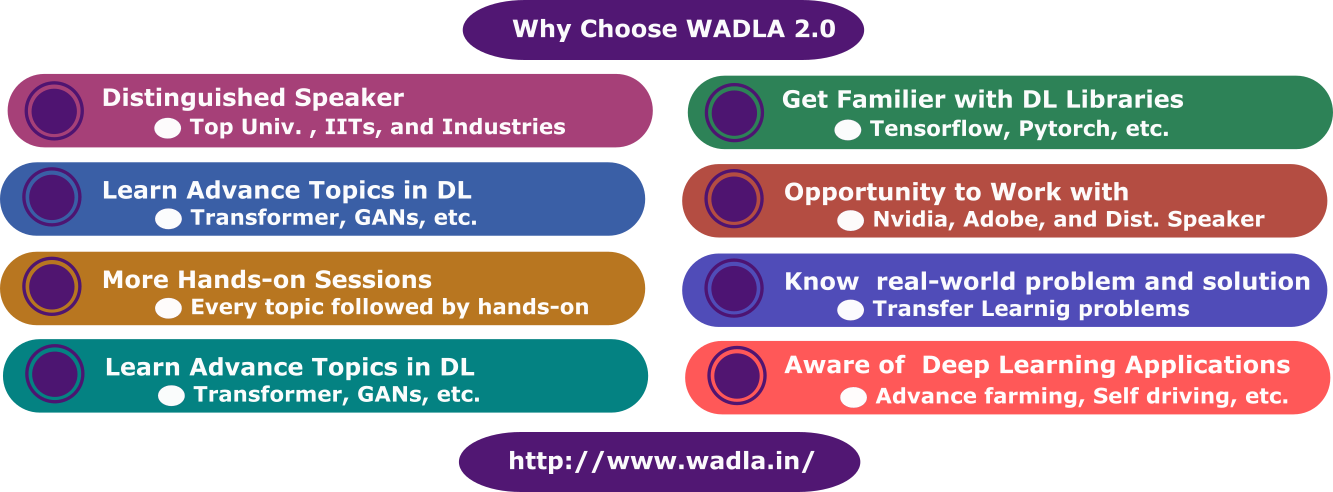 Why Choose WADLA 2.0
Distinguished Speaker
Top Univ. , IITs, and Industries
Learn Advance Topics in DL
Transformer, GANs, etc.
More Hands-on Sessions
Every topic followed by hands-on
Learn Advance Topics in DL
Transformer, GANs, etc.
Get Familier with DL Libraries
Tensorflow, Pytorch, etc.
Opportunity to Work with
Nvidia, Adobe, and Dist. Speaker
Know  real-world problem and solution
Transfer Learnig problems
Aware of  Deep Learning Applications
Advance farming, Self driving, etc.
http://www.wadla.in/